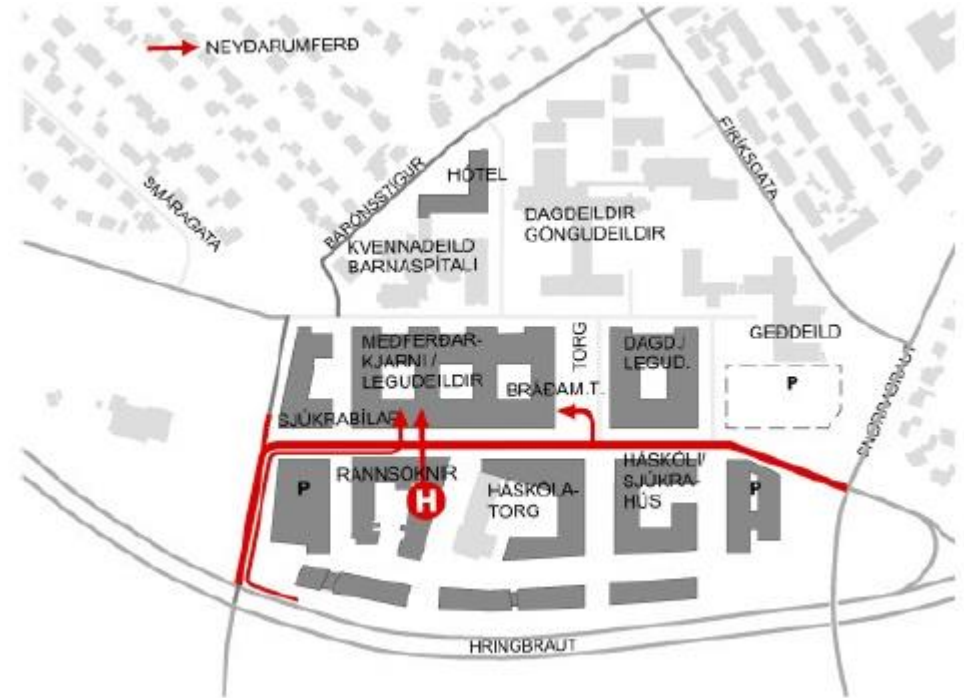 NEYÐARUMFERÐ
SMÁRAGATA
BARÓNSSTÍGUR
HÓTEL
EIRÍKSGATA
DAGDEILDIR
GÖNGUDEILDIR
KVENNADEILD
BARNASPÍTALI
MEÐFERÐAR-
KJARNI /
LEGUDEILDIR
TORG
DAGD./
LEGUD.
GEÐDEILD
P
BRÁÐAM.T.
SJÚKRABÍLAR
SNORRABRAUT
P
RANNSÓKNIR
H
HÁSKÓLA-
TORG
HÁSKÓLI/
SJÚKRA-
HÚS
P
HRINGBRAUT